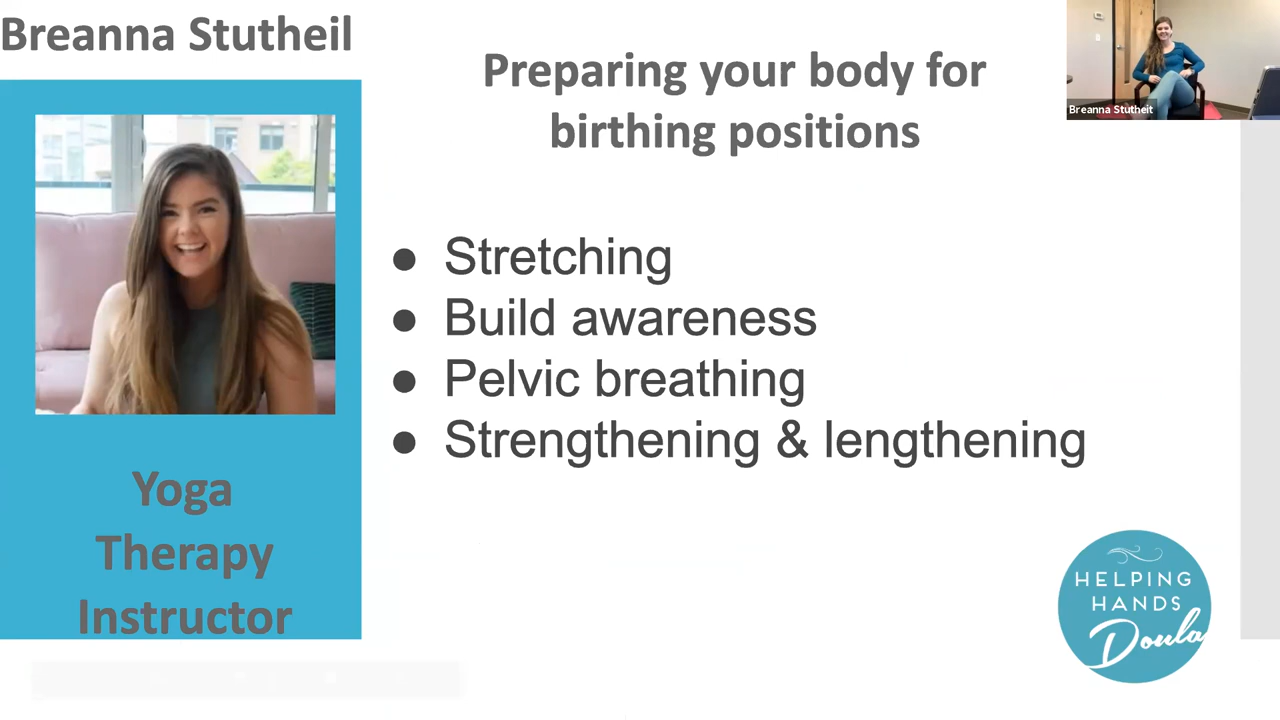 Breanna Stutheil
Preparing your body for
birthing positions
Breanna Stutheit
● Stretching
● Build awareness
● Pelvic breathing
● Strengthening & lengthening
Yoga
Therapy
Instructor
HELPING
HANDS
Doula